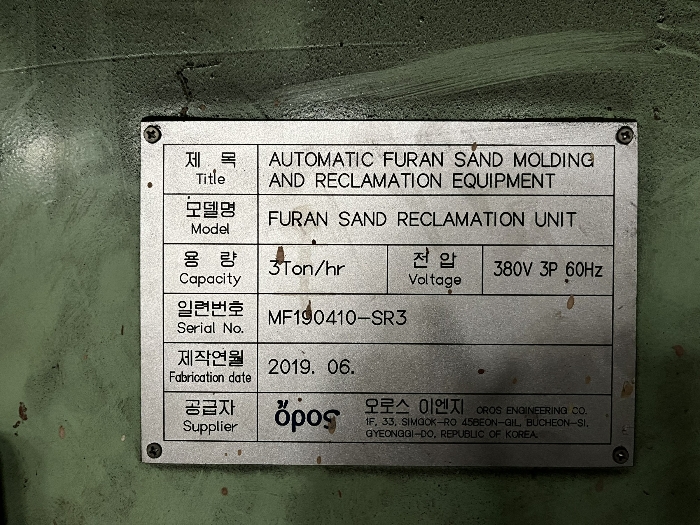 제 목 AUTOMATIC FURAN SAND MOLDING
Title AND RECLAMATION EQUIPMENT
모델명 FURAN SAND RECLAMATION UNIT
Model
용 량 3Ton/hr 전 압 380V 3P 60Hz
Capacity Voltage
일련번호 MF190410-SR3
Serial No.
제작연월 2019. 06.
Fabrication date
공급자 όρος 오로스 이엔지 OROS ENGINEERING CO.
Supplier 1F, 33, SIMGOK-RO 45BEON-GIL, BUCHEON-SI,
GYEONGGI-DO, REPUBLIC OF KOREA.